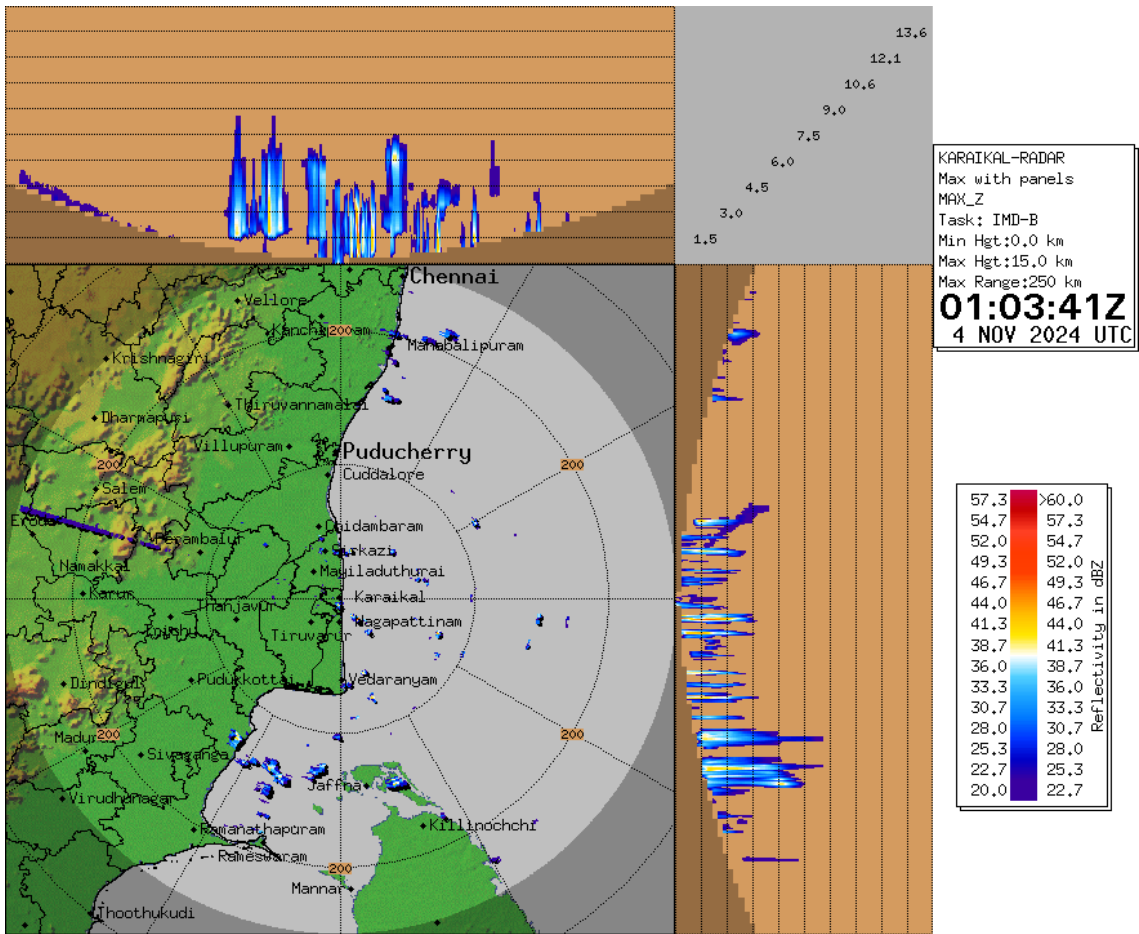 13.6
12.1
10.6
9.0
7.5
6.0
4.5
3.0
1.5
KARAIKAL-RADAR
Max with panels
MAX_Z
Task: IMD-B
Min Hgt:0.0 km
Max Hgt:15.0 km
Max Range:250 km
01:03:41Z
4 NOV 2024 UTC
Chennai
Vellore
200
Mahabalipuram
Krishnagiri
Dharmapuri
Thiruvannamalai
Villupuram
Puducherry
200
200
Cuddalore
Salem
Chidambaram
Perambalur
Sirkazi
Namakkal
Mayiladuthurai
Karur
Karaikal
Thanjavur
Nagapattinam
Tiruvarur
Dindigul
Pudukkottai
Vedaranyam
200
200
Sivaganga
Jaffna
Virudhunagar
Killinochchi
Ramanathapuram
Rameswaram
200
Mannar
Thoothukudi
57.3 >60.0
54.7 57.3
52.0 54.7
49.3 52.0
46.7 49.3
44.0 46.7
41.3 44.0
38.7 41.3
36.0 38.7
33.3 36.0
30.7 33.3
28.0 30.7
25.3 28.0
22.7 25.3
20.0 22.7
Reflectivity in dBZ